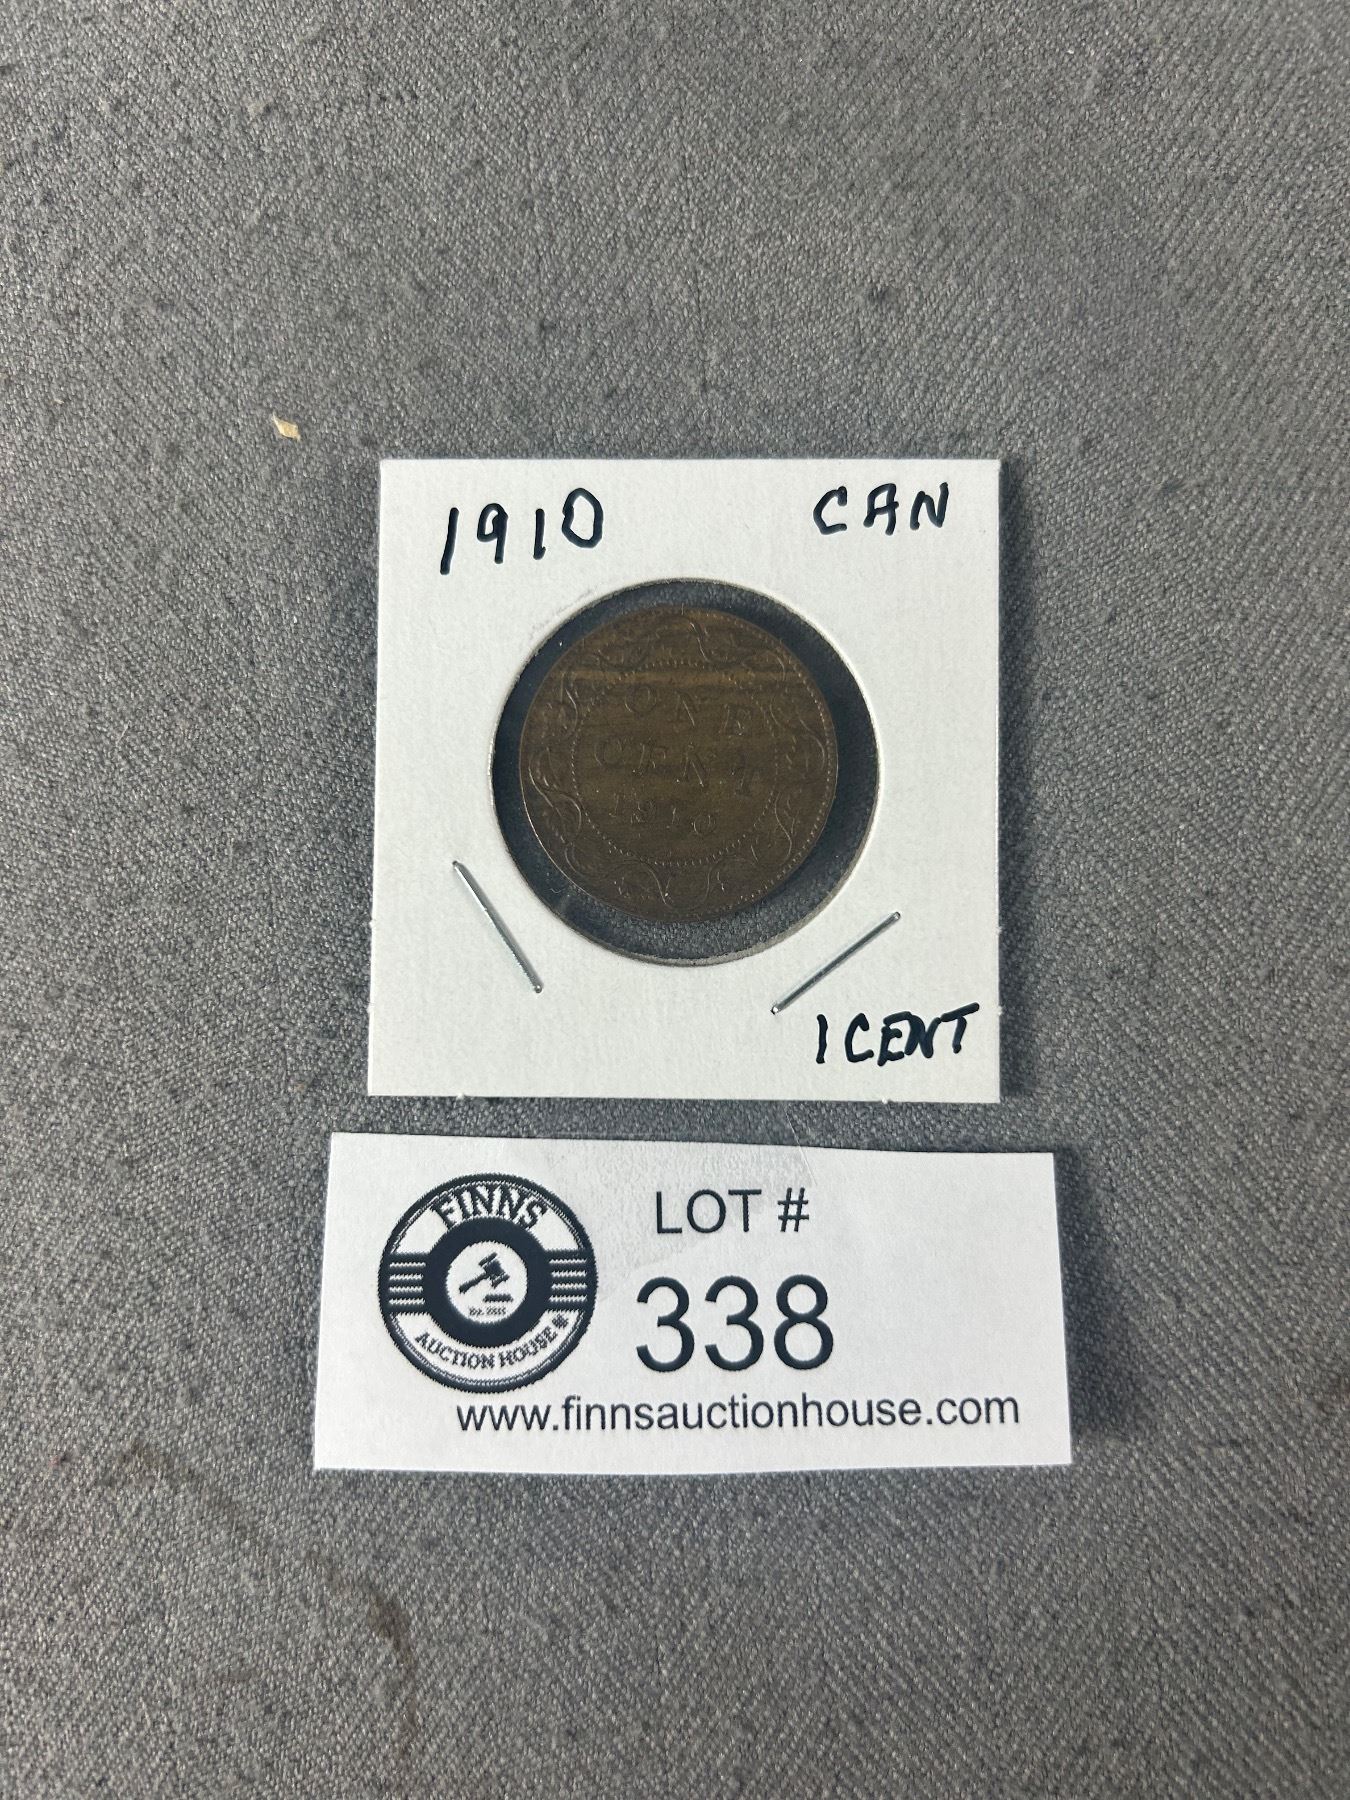 1910 CAN
ONE
CENT
1910
1 CENT
FINNS
AUCTION HOUSE
LOT #
338
www.finnsauctionhouse.com